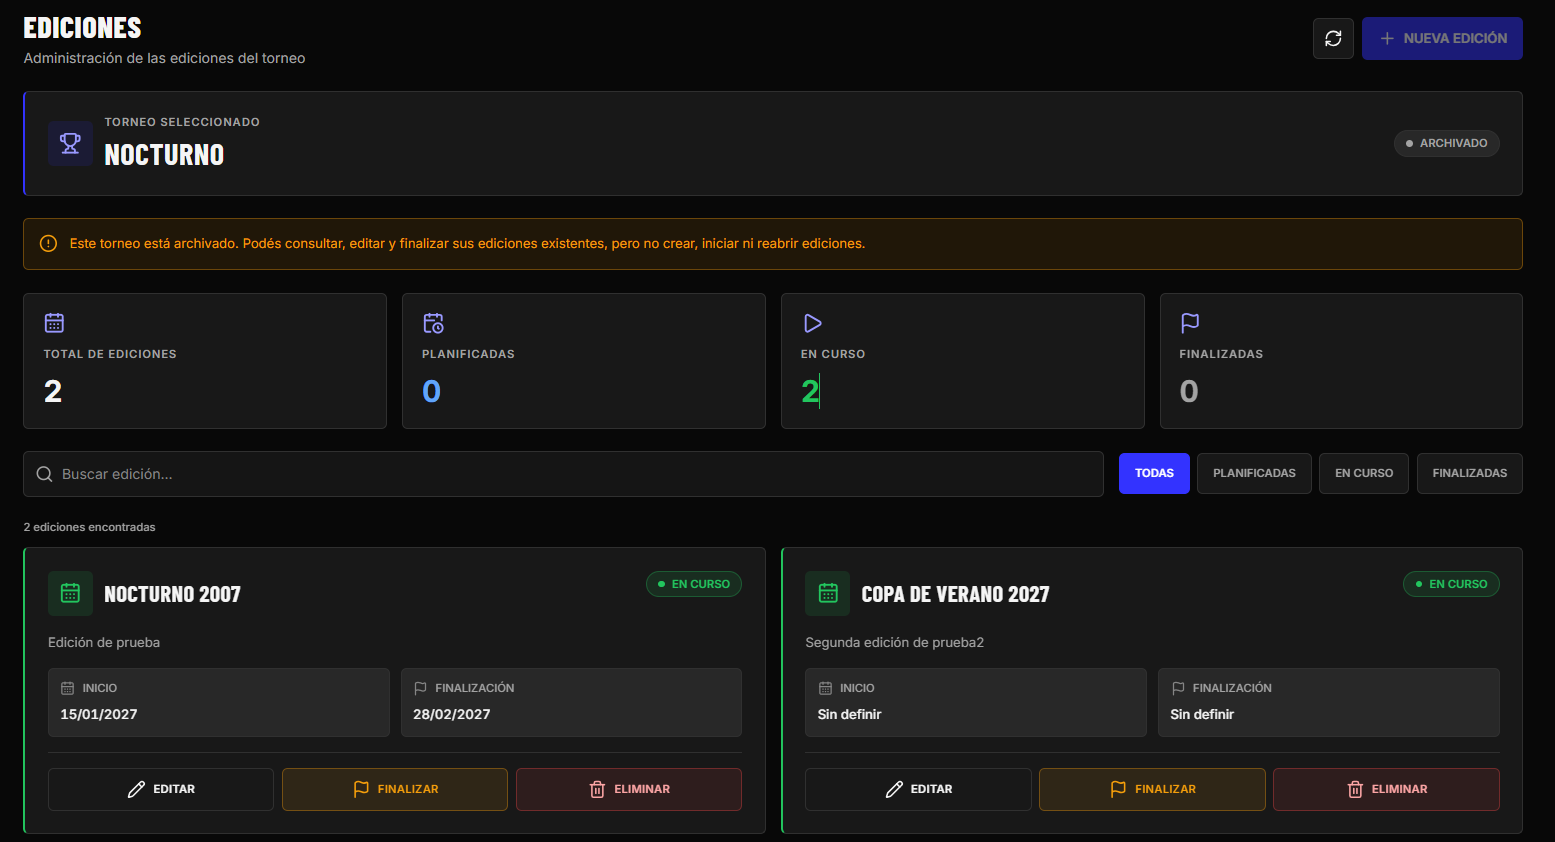 EDICIONES
Administración de las ediciones del torneo
NUEVA EDICIÓN
TORNEO SELECCIONADO
NOCTURNO
ARCHIVADO
Este torneo está archivado. Podés consultar, editar y finalizar sus ediciones existentes, pero no crear, iniciar ni reabrir ediciones.
TOTAL DE EDICIONES
2
PLANIFICADAS
0
EN CURSO
2
FINALIZADAS
0
Buscar edición...
TODAS
PLANIFICADAS
EN CURSO
FINALIZADAS
2 ediciones encontradas
NOCTURNO 2007
EN CURSO
Edición de prueba
INICIO
15/01/2027
FINALIZACIÓN
28/02/2027
EDITAR
FINALIZAR
ELIMINAR
COPA DE VERANO 2027
EN CURSO
Segunda edición de prueba2
INICIO
Sin definir
FINALIZACIÓN
Sin definir
EDITAR
FINALIZAR
ELIMINAR